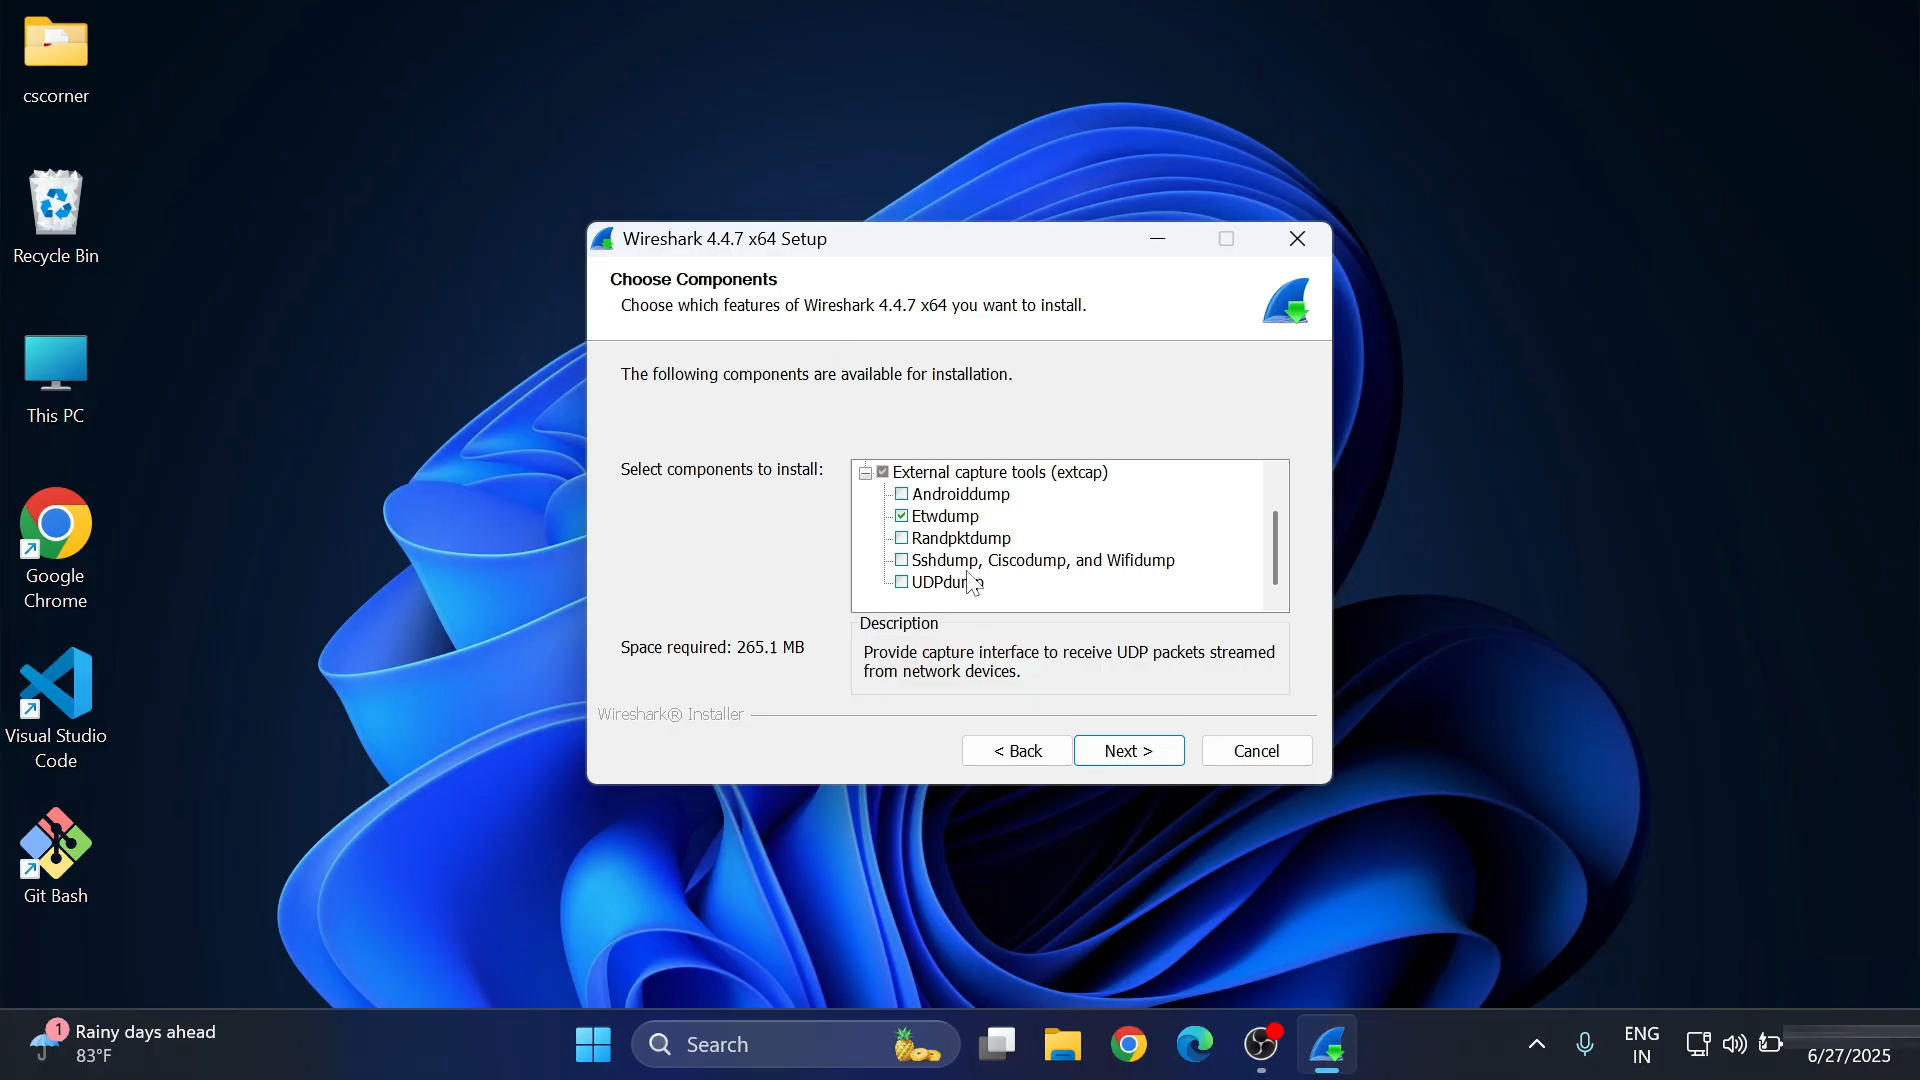 cscorner
Recycle Bin
This PC
Google
Chrome
Visual Studio
Code
Git Bash
Wireshark 4.4.7 x64 Setup
Choose Components
Choose which features of Wireshark 4.4.7 x64 you want to install.
The following components are available for installation.
Select components to install:
External capture tools (extcap)
Androiddump
Etwdump
Randpktdump
Sshdump, Ciscodump, and Wifidump
UDPdump
Space required: 265.1 MB
Description
Provide capture interface to receive UDP packets streamed
from network devices.
Wireshark® Installer
< Back
Next >
Cancel
1
Rainy days ahead
83°F
Search
ENG
IN
6/27/2025